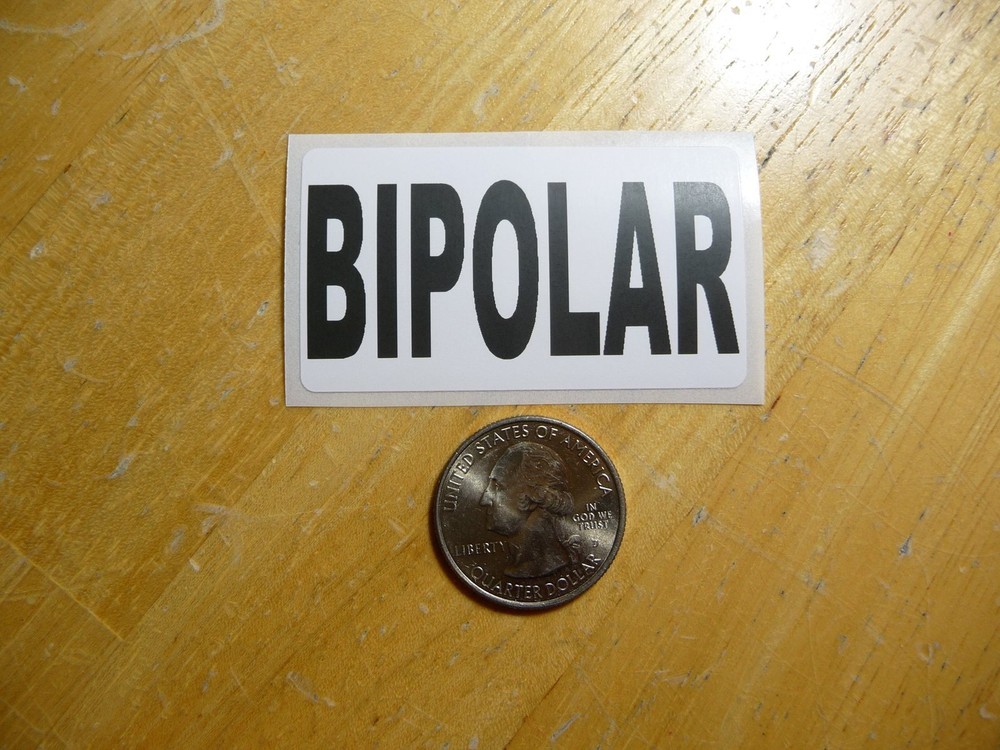 BIPOLAR
UNITED STATES OF AMERICA
IN
GOD WE
TRUST
LIBERTY
QUARTER DOLLAR